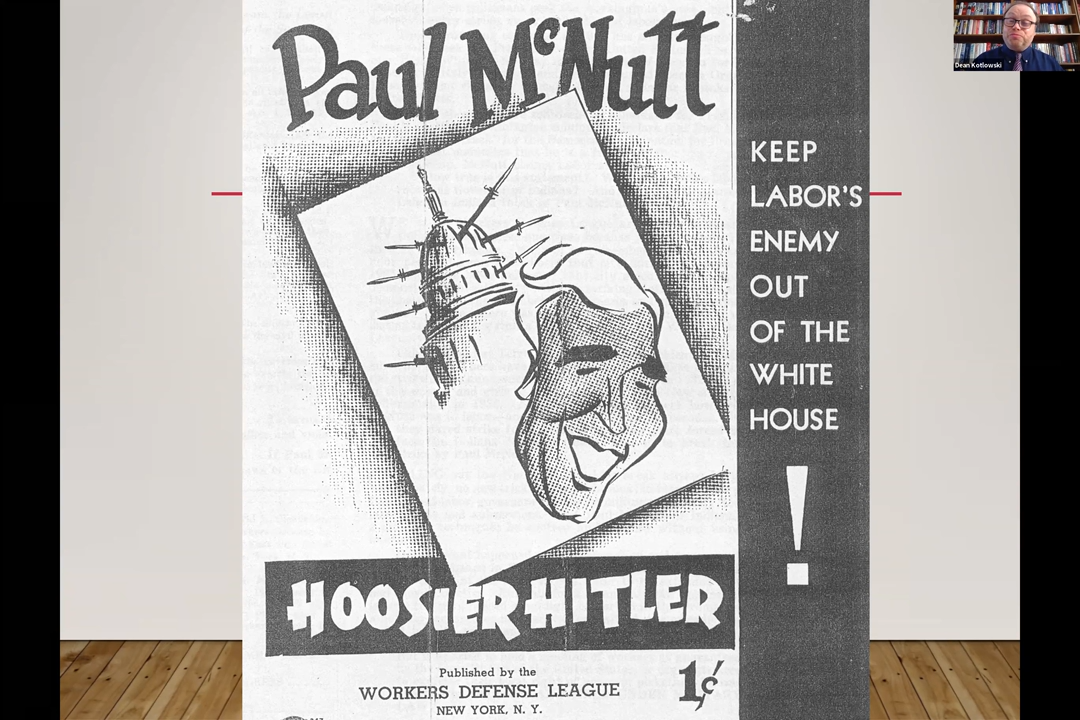 Paul McNutt
KEEP
LABOR'S
ENEMY
OUT
OF THE
WHITE
HOUSE
!
HOOSIER HITLER
Published by the
WORKERS DEFENSE LEAGUE
NEW YORK, N. Y.
1¢
Dean Kotlowski